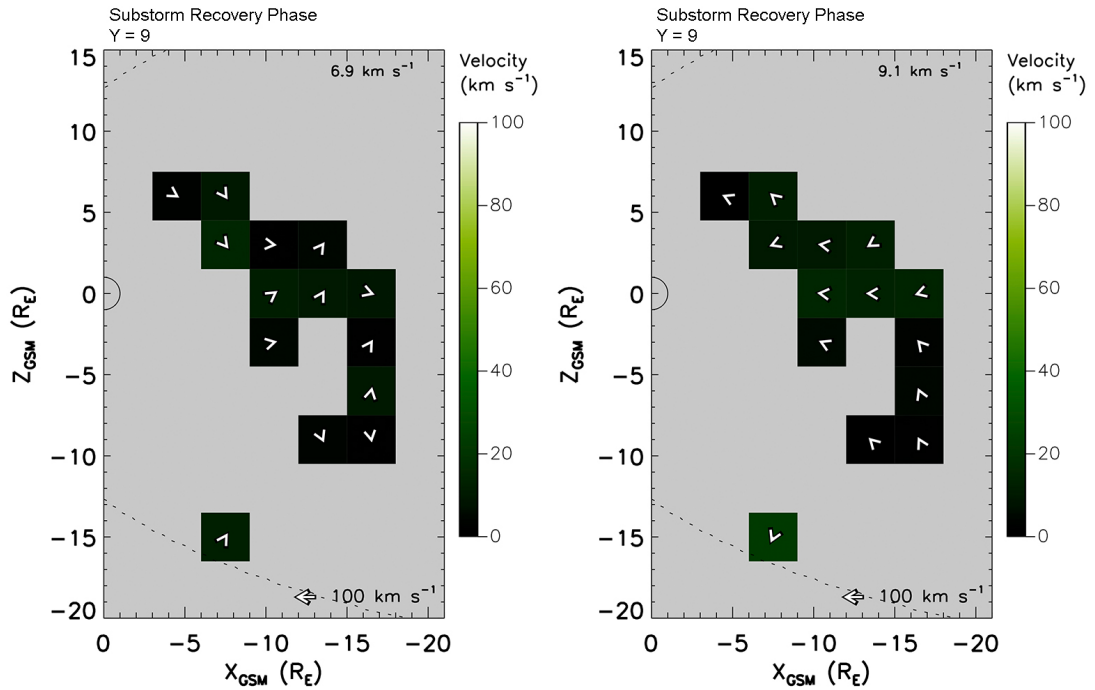 Substorm Recovery Phase
Y = 9
6.9 km s⁻¹
Velocity
(km s⁻¹)
100
80
60
40
20
0
15
10
5
0
−5
−10
−15
−20
Z_GSM (R_E)
100 km s⁻¹
0 −5 −10 −15 −20
X_GSM (R_E)
Substorm Recovery Phase
Y = 9
9.1 km s⁻¹
Velocity
(km s⁻¹)
100
80
60
40
20
0
15
10
5
0
−5
−10
−15
−20
Z_GSM (R_E)
100 km s⁻¹
0 −5 −10 −15 −20
X_GSM (R_E)